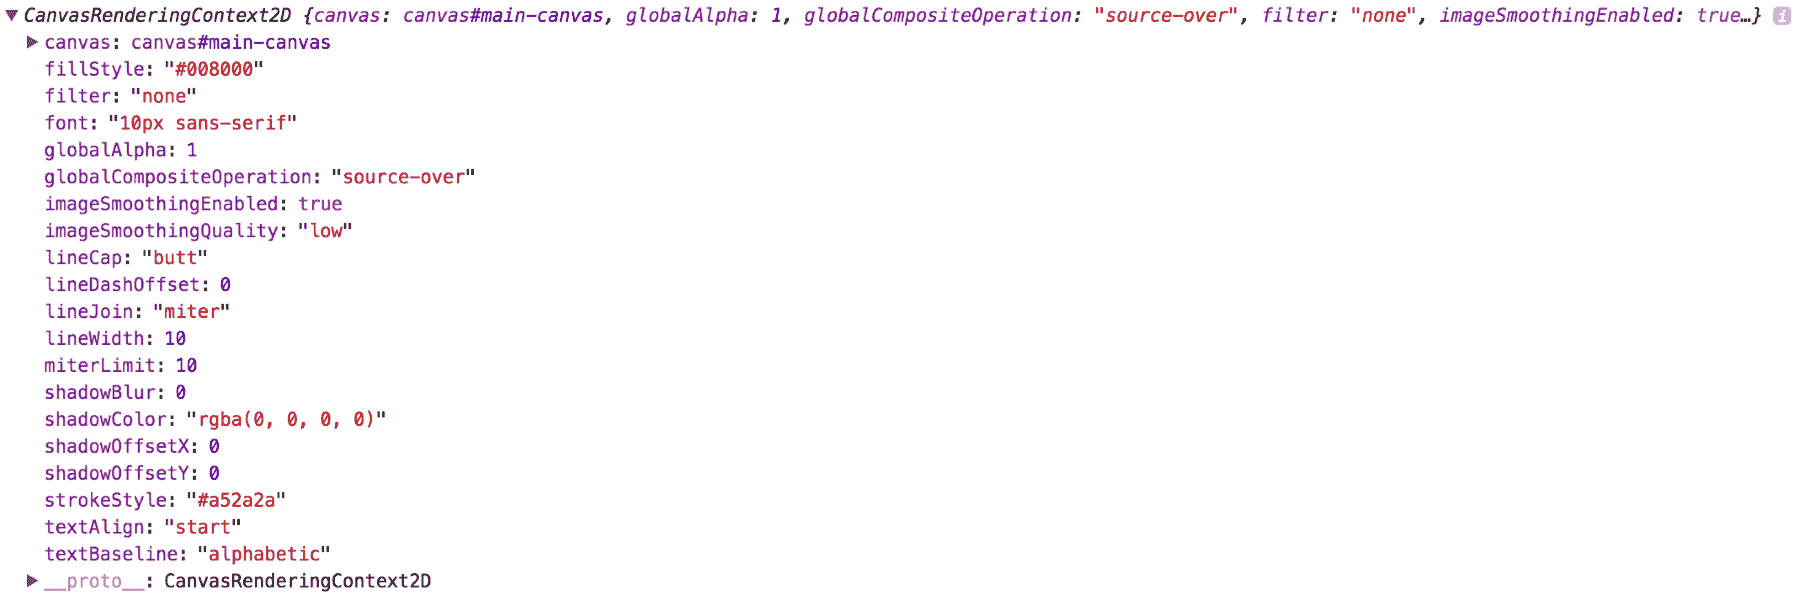 ▼CanvasRenderingContext2D {canvas: canvas#main-canvas, globalAlpha: 1, globalCompositeOperation: "source-over", filter: "none", imageSmoothingEnabled: true…} i
▶canvas: canvas#main-canvas
fillStyle: "#008000"
filter: "none"
font: "10px sans-serif"
globalAlpha: 1
globalCompositeOperation: "source-over"
imageSmoothingEnabled: true
imageSmoothingQuality: "low"
lineCap: "butt"
lineDashOffset: 0
lineJoin: "miter"
lineWidth: 10
miterLimit: 10
shadowBlur: 0
shadowColor: "rgba(0, 0, 0, 0)"
shadowOffsetX: 0
shadowOffsetY: 0
strokeStyle: "#a52a2a"
textAlign: "start"
textBaseline: "alphabetic"
▶__proto__: CanvasRenderingContext2D